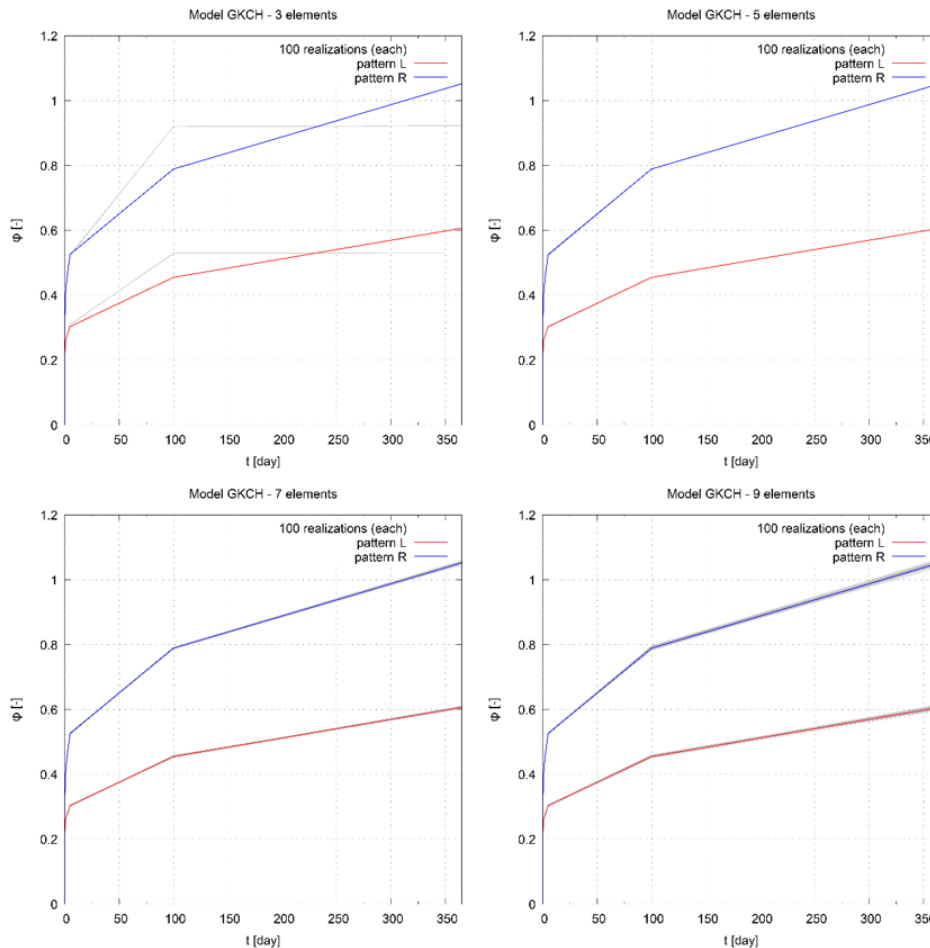 Model GKCH - 3 elements
1.2
1
0.8
0.6
0.4
0.2
0
φ [-]
100 realizations (each)
pattern L
pattern R
0 50 100 150 200 250 300 350
t [day]
Model GKCH - 5 elements
1.2
1
0.8
0.6
0.4
0.2
0
φ [-]
100 realizations (each)
pattern L
pattern R
0 50 100 150 200 250 300 350
t [day]
Model GKCH - 7 elements
1.2
1
0.8
0.6
0.4
0.2
0
φ [-]
100 realizations (each)
pattern L
pattern R
0 50 100 150 200 250 300 350
t [day]
Model GKCH - 9 elements
1.2
1
0.8
0.6
0.4
0.2
0
φ [-]
100 realizations (each)
pattern L
pattern R
0 50 100 150 200 250 300 350
t [day]